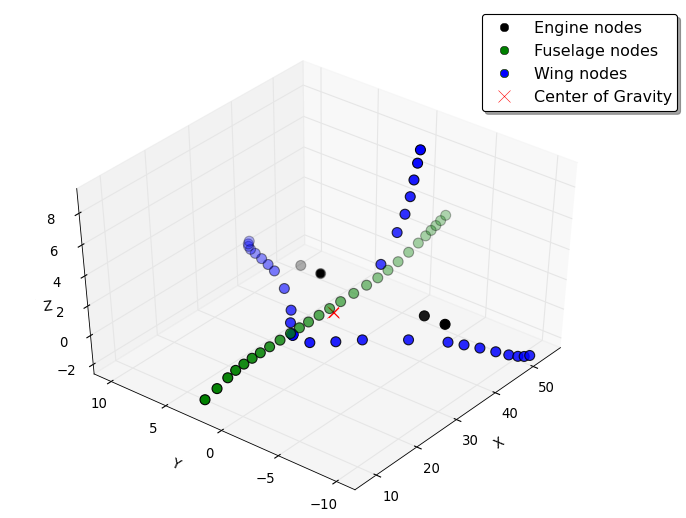 Engine nodes
Fuselage nodes
Wing nodes
Center of Gravity
8
6
4
Z
2
0
−2
10
5
0
−5
−10
Y
10
20
30
40
50
X